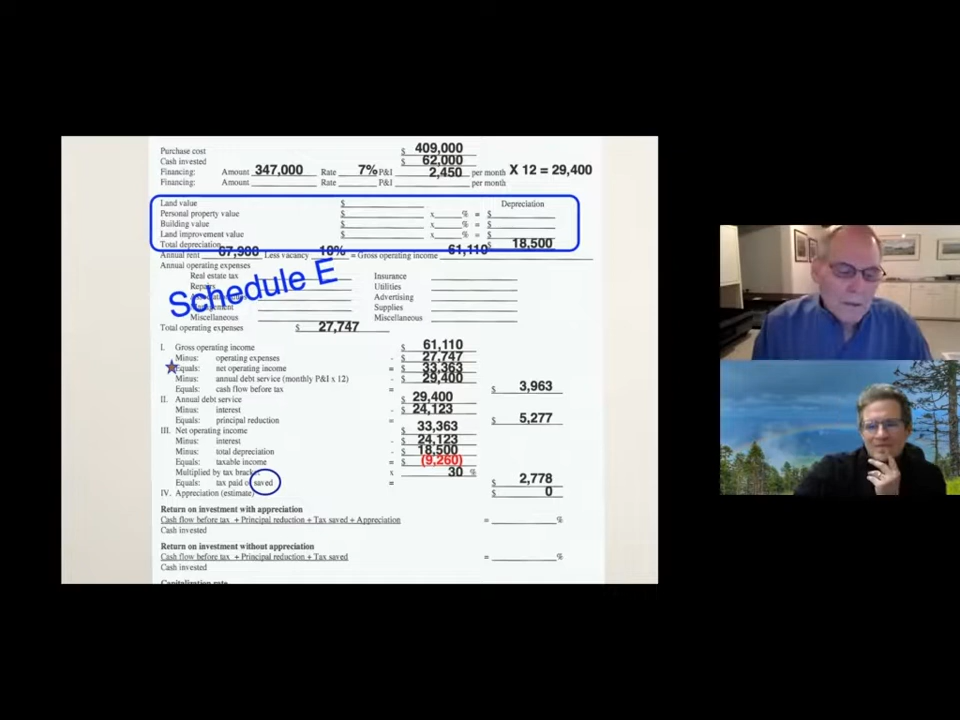 Purchase cost $ 409,000
Cash invested $ 62,000
Financing: Amount 347,000 Rate 7% P&I 2,450 per month X 12 = 29,400
Financing: Amount Rate P&I per month
Land value $ Depreciation
Personal property value $ x % = $
Building value $ x % = $
Land improvement value $ x % = $
Total depreciation $ 18,500
Annual rent 67,900 Less vacancy 10% = Gross operating income 61,110
Annual operating expenses
Real estate tax Insurance
Repairs Utilities
Advertising
Supplies
Miscellaneous Miscellaneous
Schedule E
Total operating expenses $ 27,747
I. Gross operating income $ 61,110
Minus: operating expenses - $ 27,747
Equals: net operating income = $ 33,363
Minus: annual debt service (monthly P&I x 12) - $ 29,400
Equals: cash flow before tax = $ 3,963
II. Annual debt service $ 29,400
Minus: interest - $ 24,123
Equals: principal reduction = $ 5,277
III. Net operating income $ 33,363
Minus: interest - $ 24,123
Minus: total depreciation - $ 18,500
Equals: taxable income = $ (9,260)
Multiplied by tax x 30 %
Equals: tax paid saved = $ 2,778
IV. Appreciation (estimate) $ 0
Return on investment with appreciation
Cash flow before tax + Principal reduction + Tax saved + Appreciation = %
Cash invested
Return on investment without appreciation
Cash flow before tax + Principal reduction + Tax saved = %
Cash invested
Capitalization rate